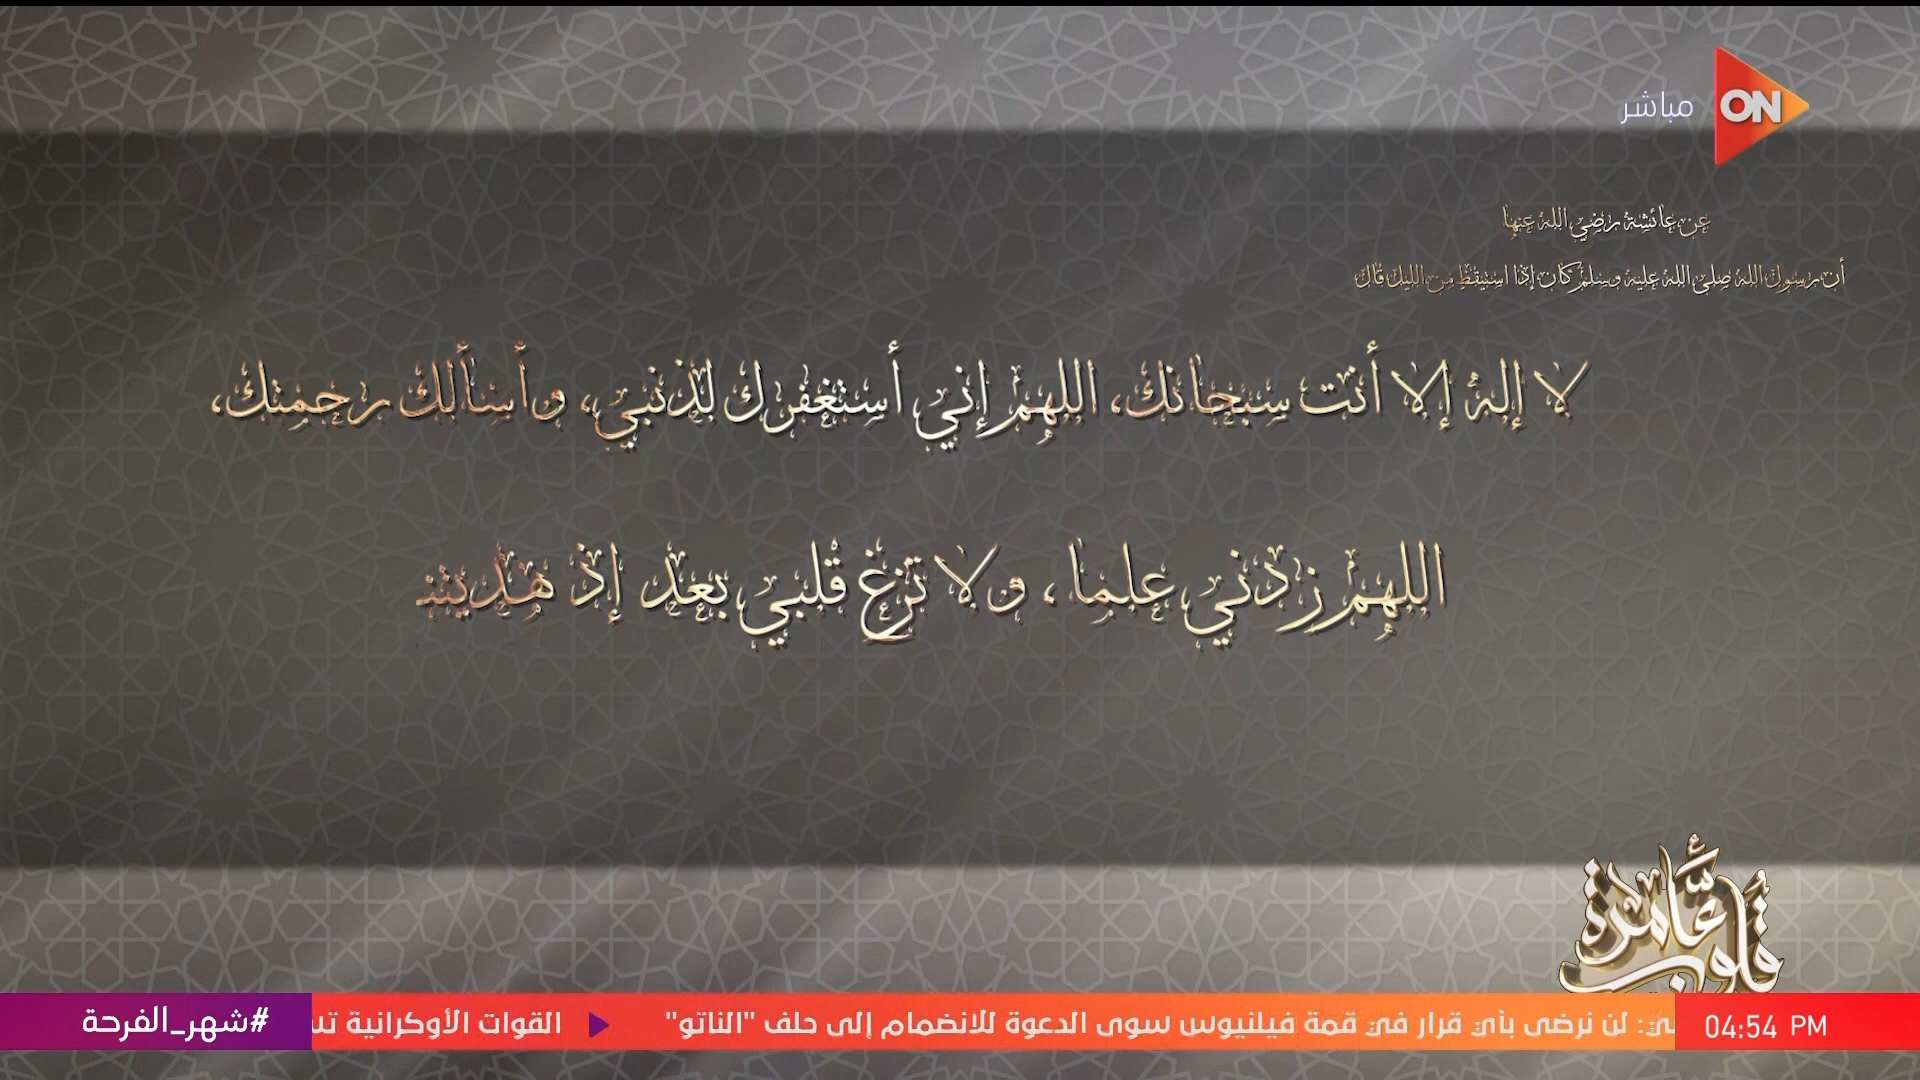 ON
مباشر
عن عائشة رضي الله عنها
أن رسول الله صلى الله عليه وسلم كان إذا استيقظ من الليل قال
لا إله إلا أنت سبحانك، اللهم إني أستغفرك لذنبي، وأسألك رحمتك،
اللهم زدني علما، ولا تزغ قلبي بعد إذ
قلوب عامرة
04:54 PM
لن نرضى بأي قرار في قمة فيلنيوس سوى الدعوة للانضمام إلى حلف "الناتو"
القوات الأوكرانية
#شهر_الفرحة